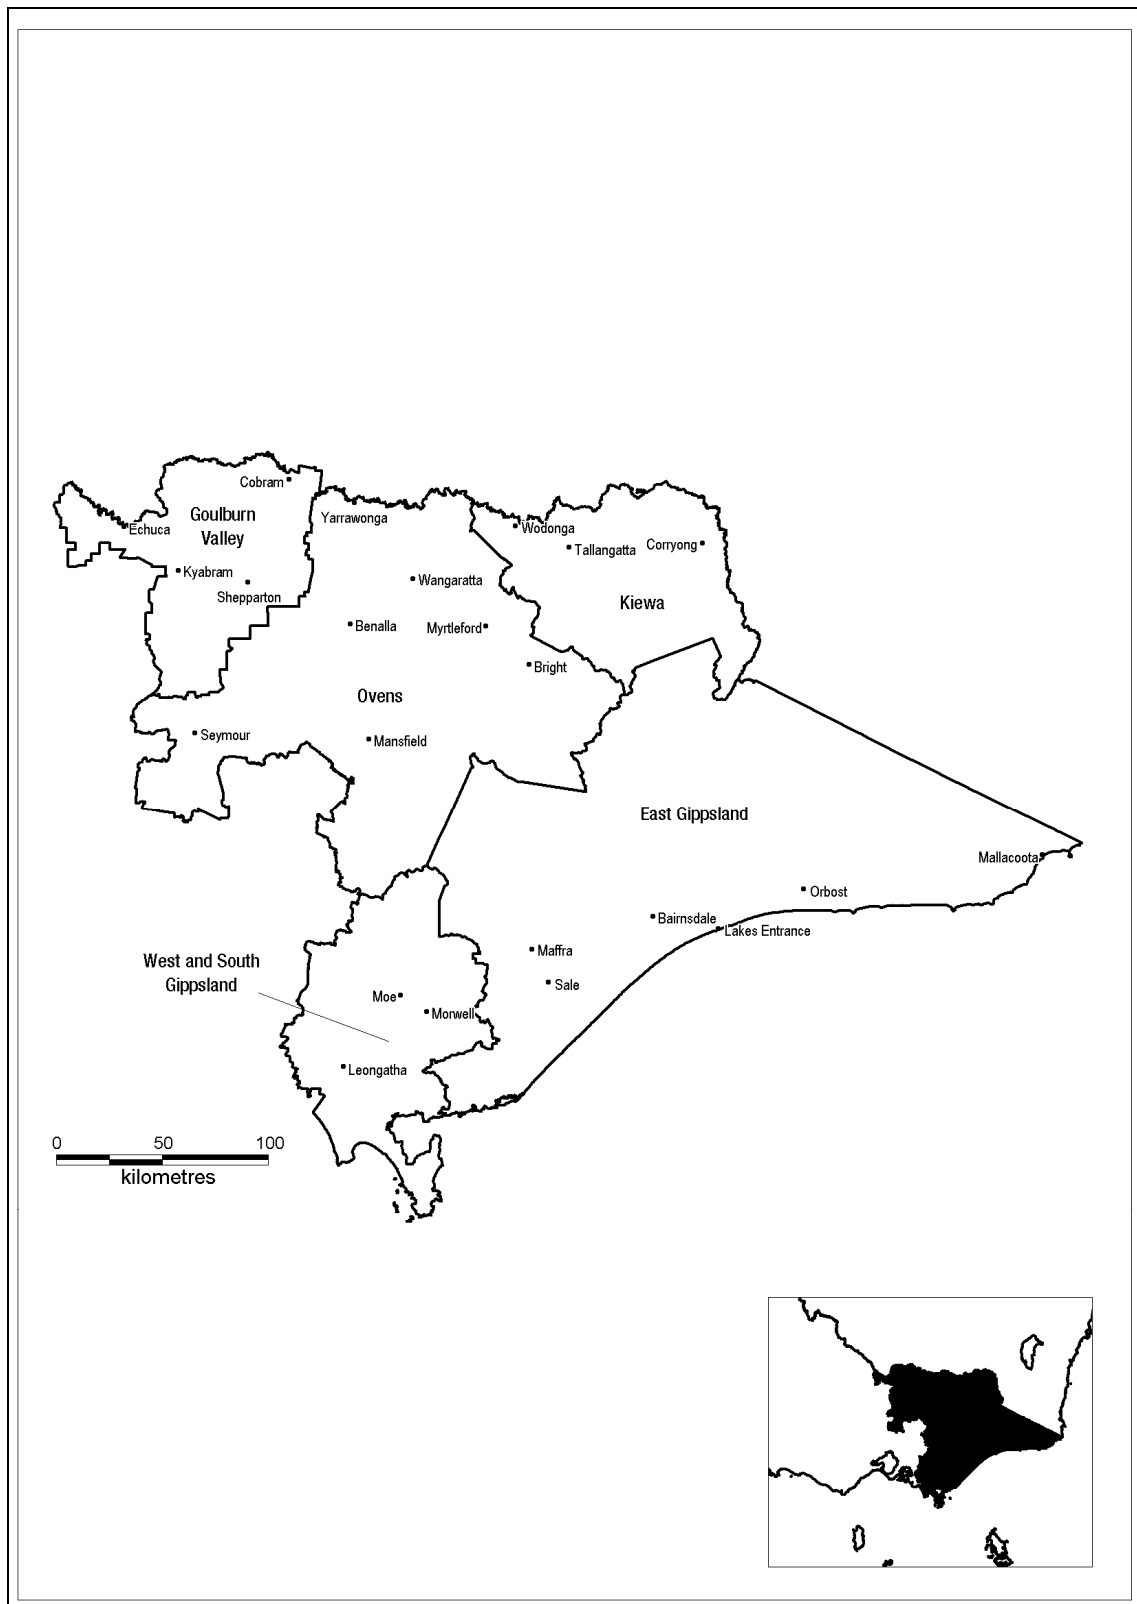 Cobram
Goulburn
Valley
Echuca
Yarrawonga
Wodonga
Tallangatta
Corryong
Kyabram
Shepparton
Wangaratta
Kiewa
Benalla
Myrtleford
Bright
Ovens
Seymour
Mansfield
East Gippsland
Mallacoota
Orbost
Bairnsdale
Lakes Entrance
Maffra
West and South
Gippsland
Sale
Moe
Morwell
Leongatha
0 50 100
kilometres